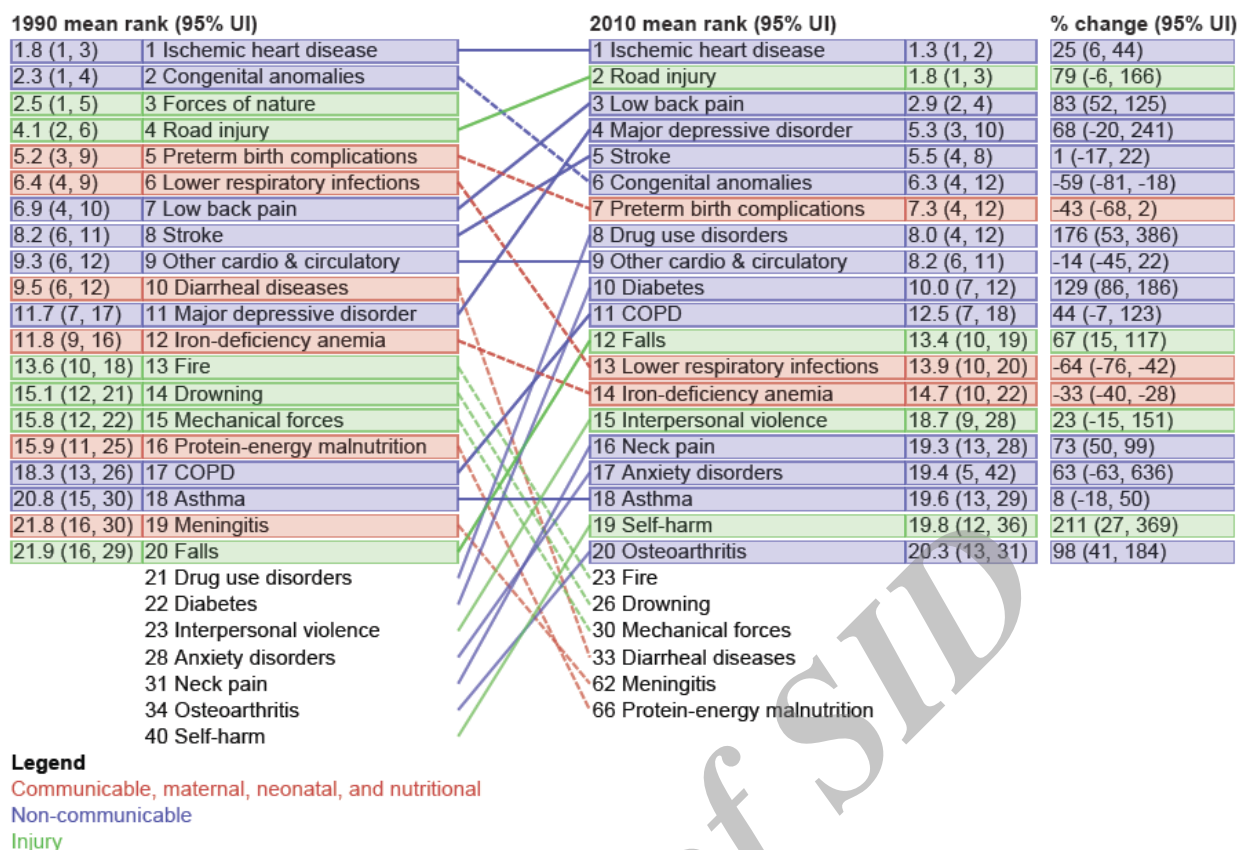 1990 mean rank (95% UI) 2010 mean rank (95% UI) % change (95% UI)
1.8 (1, 3) 1 Ischemic heart disease 1 Ischemic heart disease 1.3 (1, 2) 25 (6, 44)
2.3 (1, 4) 2 Congenital anomalies 2 Road injury 1.8 (1, 3) 79 (-6, 166)
2.5 (1, 5) 3 Forces of nature 3 Low back pain 2.9 (2, 4) 83 (52, 125)
4.1 (2, 6) 4 Road injury 4 Major depressive disorder 5.3 (3, 10) 68 (-20, 241)
5.2 (3, 9) 5 Preterm birth complications 5 Stroke 5.5 (4, 8) 1 (-17, 22)
6.4 (4, 9) 6 Lower respiratory infections 6 Congenital anomalies 6.3 (4, 12) -59 (-81, -18)
6.9 (4, 10) 7 Low back pain 7 Preterm birth complications 7.3 (4, 12) -43 (-68, 2)
8.2 (6, 11) 8 Stroke 8 Drug use disorders 8.0 (4, 12) 176 (53, 386)
9.3 (6, 12) 9 Other cardio & circulatory 9 Other cardio & circulatory 8.2 (6, 11) -14 (-45, 22)
9.5 (6, 12) 10 Diarrheal diseases 10 Diabetes 10.0 (7, 12) 129 (86, 186)
11.7 (7, 17) 11 Major depressive disorder 11 COPD 12.5 (7, 18) 44 (-7, 123)
11.8 (9, 16) 12 Iron-deficiency anemia 12 Falls 13.4 (10, 19) 67 (15, 117)
13.6 (10, 18) 13 Fire 13 Lower respiratory infections 13.9 (10, 20) -64 (-76, -42)
15.1 (12, 21) 14 Drowning 14 Iron-deficiency anemia 14.7 (10, 22) -33 (-40, -28)
15.8 (12, 22) 15 Mechanical forces 15 Interpersonal violence 18.7 (9, 28) 23 (-15, 151)
15.9 (11, 25) 16 Protein-energy malnutrition 16 Neck pain 19.3 (13, 28) 73 (50, 99)
18.3 (13, 26) 17 COPD 17 Anxiety disorders 19.4 (5, 42) 63 (-63, 636)
20.8 (15, 30) 18 Asthma 18 Asthma 19.6 (13, 29) 8 (-18, 50)
21.8 (16, 30) 19 Meningitis 19 Self-harm 19.8 (12, 36) 211 (27, 369)
21.9 (16, 29) 20 Falls 20 Osteoarthritis 20.3 (13, 31) 98 (41, 184)
21 Drug use disorders 23 Fire
22 Diabetes 26 Drowning
23 Interpersonal violence 30 Mechanical forces
28 Anxiety disorders 33 Diarrheal diseases
31 Neck pain 62 Meningitis
34 Osteoarthritis 66 Protein-energy malnutrition
40 Self-harm
Legend
Communicable, maternal, neonatal, and nutritional
Non-communicable
Injury
of SID